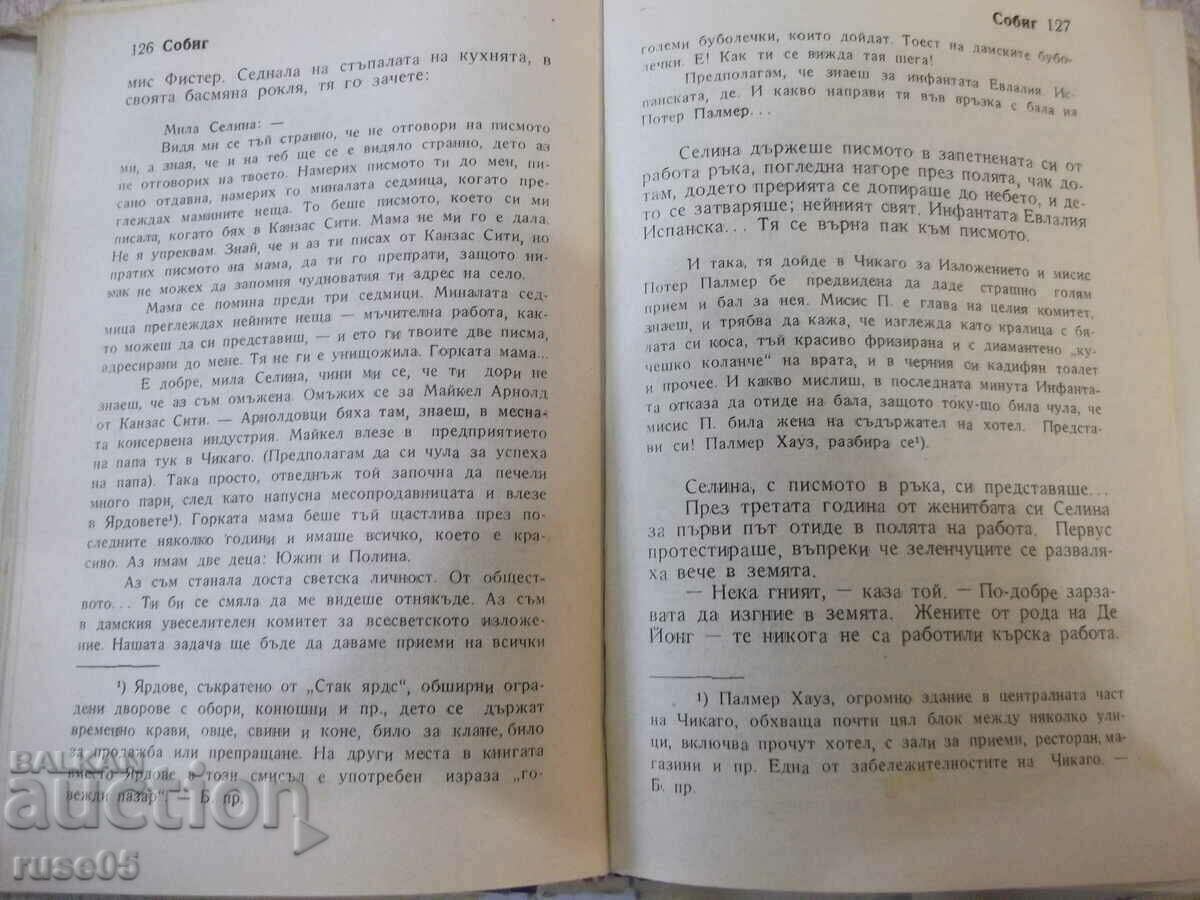 126 Собиг
мис Фистер. Седнала на стъпалата на кухнята, в
своята басмяна рокля, тя го зачете:
Мила Селина: —
Видя ми се тъй странно, че не отговори на писмото
ми, а зная, че и на теб ще се е видяло странно, дето аз
не отговорих на твоето. Намерих писмото ти до мен, пи-
сано отдавна, намерих го миналата седмица, когато пре-
глеждах мамините неща. То беше писмото, което си ми
писала, когато бях в Канзас Сити. Мама не ми го е дала.
Не я упреквам. Знай, че и аз ти писах от Канзас Сити, но
пратих писмото на мама, да ти го препрати, защото ни-
мак не можех да запомня чудноватия ти адрес на село.
Мама се помина преди три седмици. Миналата сед-
мица преглеждах нейните неща — мъчителна работа, как-
то можеш да си представиш, — и ето ги твоите две писма,
адресирани до мене. Тя не ги е унищожила. Горката мама...
Е добре, мила Селина, чини ми се, че ти дори не
знаеш, че аз съм омъжена. Омъжих се за Майкел Арнолд
от Канзас Сити. — Арнолдовци бяха там, знаеш, в месна-
та консервена индустрия. Майкел влезе в предприятието
на папа тук в Чикаго. (Предполагам да си чула за успеха
на папа). Така просто, отведнъж той започна да печели
много пари, след като напусна месопродавницата и влезе
в Ярдовете¹). Горката мама беше тъй щастлива през по-
следните няколко години и имаше всичко, което е кра-
сиво. Аз имам две деца: Южин и Полина.
Аз съм станала доста светска личност. От общест-
вото... Ти би се смяла да ме видеше отнякъде. Аз съм
в дамския увеселителен комитет за всесветското изложе-
ние. Нашата задача ще бъде да даваме приеми на всички
¹) Ярдове, съкратено от „Стак ярдс“, обширни огра-
дени дворове с обори, конюшни и пр., дето се държат
временно крави, овце, свини и коне, било за клане, било
за продажба или препращане. На други места в книгата
вместо Ярдове в този смисъл е употребен израза „го-
вежди пазар“. — Б. пр.
Собиг 127
големи буболечки, които дойдат. Тоест на дамските бубо-
лечки. Е! Как ти се вижда тая шега!
Предполагам, че знаеш за инфантата Евлалия. Ис-
панската, де. И какво направи тя във връзка с бала на
Потер Палмер...
Селина държеше писмото в запетнената си от
работа ръка, погледна нагоре през полята, чак до-
там, додето прерията се допираше до небето, и де-
то се затваряше; нейният свят. Инфантата Евлалия
Испанска... Тя се върна пак към писмото.
И така, тя дойде в Чикаго за Изложението и мисис
Потер Палмер бе предвидена да даде страшно голям
прием и бал за нея. Мисис П. е глава на целия комитет,
знаеш, и трябва да кажа, че изглежда като кралица с бя-
лата си коса, тъй красиво фризирана и с диамантено „ку-
чешко коланче“ на врата, и в черния си кадифян тоалет
и прочее. И какво мислиш, в последната минута Инфан-
та отказа да отиде на бала, защото току-що била чула, че
мисис П. била жена на съдържател на хотел. Предста-
ви си! Палмер Хауз, разбира се¹).
Селина, с писмото в ръка, си представяше...
През третата година от женитбата си Селина
за първи път отиде в полята на работа. Первус
протестираше, въпреки че зеленчуците се разваля-
ха вече в земята.
— Нека гният, — каза той. — По-добре зарза-
вата да изгние в земята. Жените от рода на Де
Йонг — те никога не са работили кърска работа.
¹) Палмер Хауз, огромно здание в централната част
на Чикаго, обхваща почти цял блок между няколко ули-
ци, включва прочут хотел, с зали за приеми, ресторан, ма-
газини и пр. Една от забележителностите на Чикаго. —
Б. пр.
BALKAN
auction
ruse05